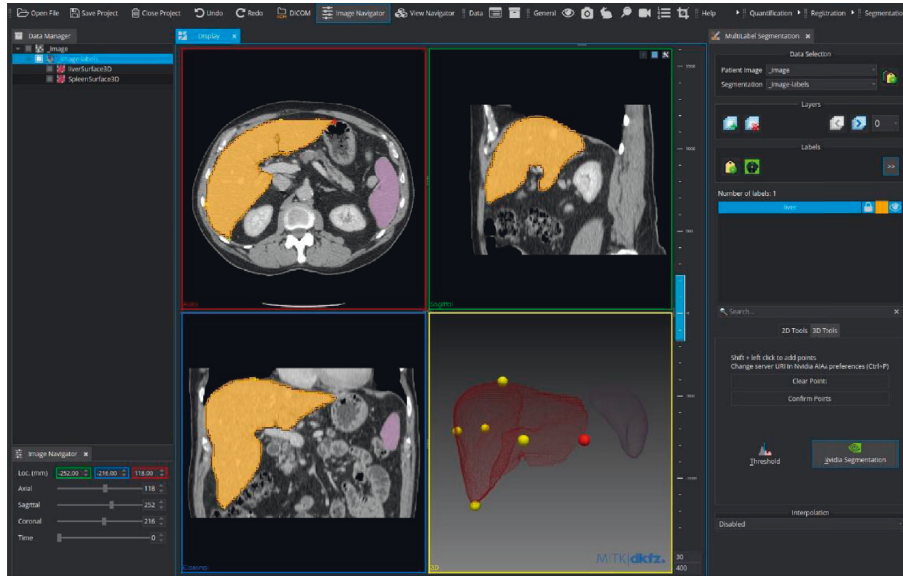 Open File Save Project Close Project Undo Redo DICOM Image Navigator View Navigator Data General Help Quantification Registration Segmentatio
Data Manager
_Image
_Image-labels
liverSurface3D
SpleenSurface3D
Display
Axial
Sagittal
Coronal
3D
MITK dkfz.
30
400
Image Navigator
Loc. (mm) -252.00 -216.00 118.00
Axial 118
Sagittal 252
Coronal 216
Time 0
MultiLabel Segmentation
Data Selection
Patient Image _Image
Segmentation _Image-labels
Layers
0
Labels
>>
Number of labels: 1
liver
Search...
2D Tools 3D Tools
Shift + left click to add points
Change server URI in Nvidia AIAA preferences (Ctrl+P)
Clear Points
Confirm Points
Threshold
Nvidia Segmentation
Interpolation
Disabled